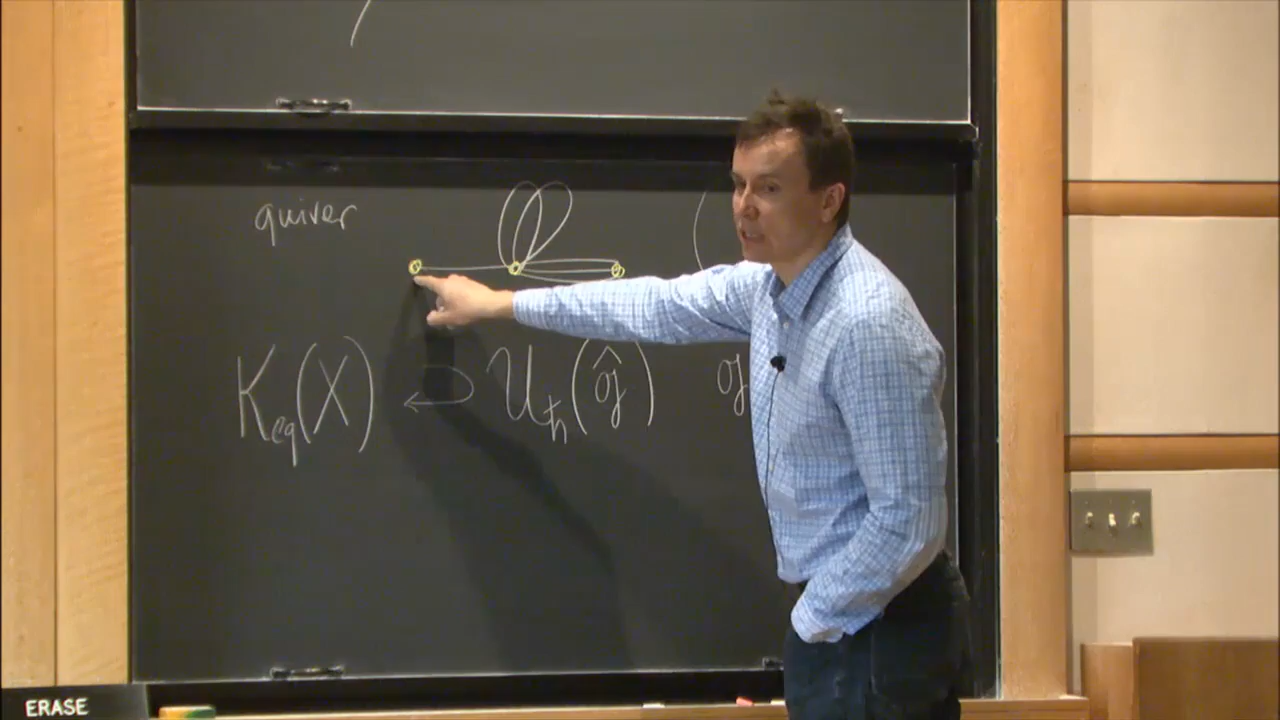 quiver
K_eq(X) ↩ U_ħ(ĝ) g
ERASE